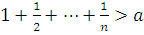 1 + 1/2 + ⋯ + 1/n > a